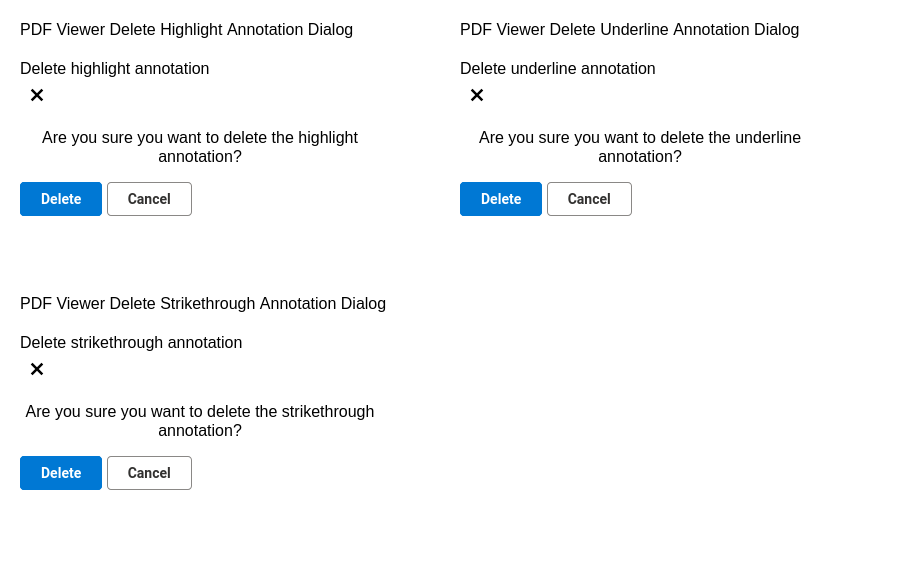 PDF Viewer Delete Highlight Annotation Dialog
Delete highlight annotation
Are you sure you want to delete the highlight
annotation?
Delete
Cancel
PDF Viewer Delete Underline Annotation Dialog
Delete underline annotation
Are you sure you want to delete the underline
annotation?
Delete
Cancel
PDF Viewer Delete Strikethrough Annotation Dialog
Delete strikethrough annotation
Are you sure you want to delete the strikethrough
annotation?
Delete
Cancel